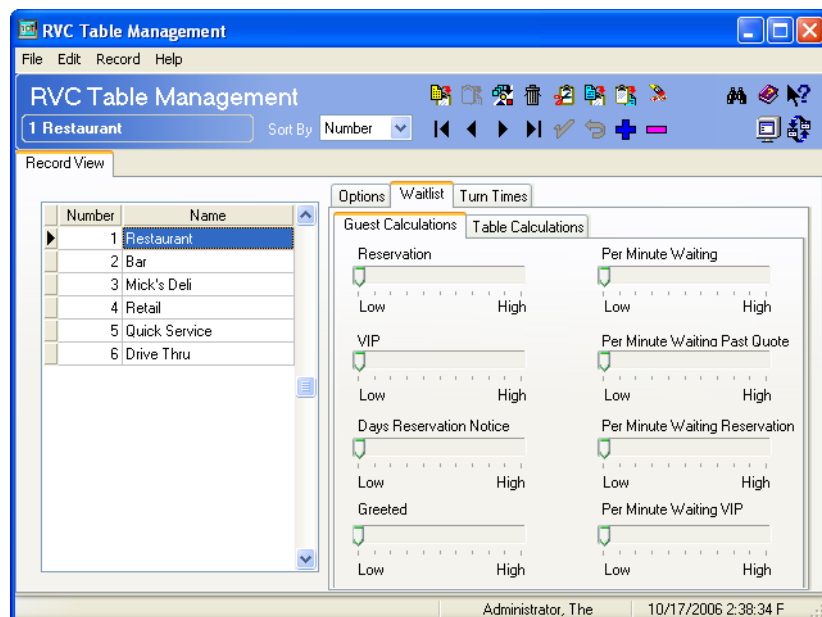 RVC Table Management
File Edit Record Help
RVC Table Management
1 Restaurant Sort By Number
Record View
Options Waitlist Turn Times
Guest Calculations Table Calculations
Number Name
1 Restaurant
2 Bar
3 Mick's Deli
4 Retail
5 Quick Service
6 Drive Thru
Reservation Per Minute Waiting
Low High Low High
VIP Per Minute Waiting Past Quote
Low High Low High
Days Reservation Notice Per Minute Waiting Reservation
Low High Low High
Greeted Per Minute Waiting VIP
Low High Low High
Administrator, The 10/17/2006 2:38:34 F